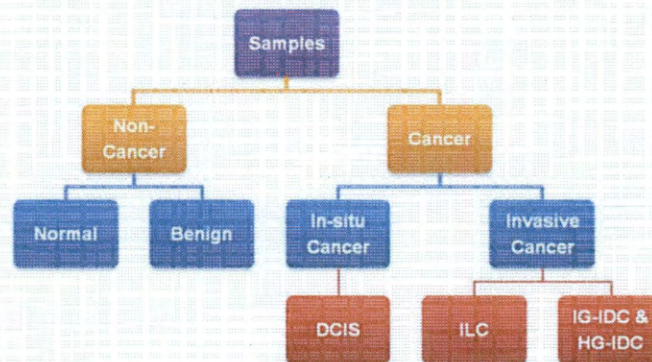 Samples
Non-
Cancer
Cancer
Normal
Benign
In-situ
Cancer
Invasive
Cancer
DCIS
ILC
IG-IDC &
HG-IDC